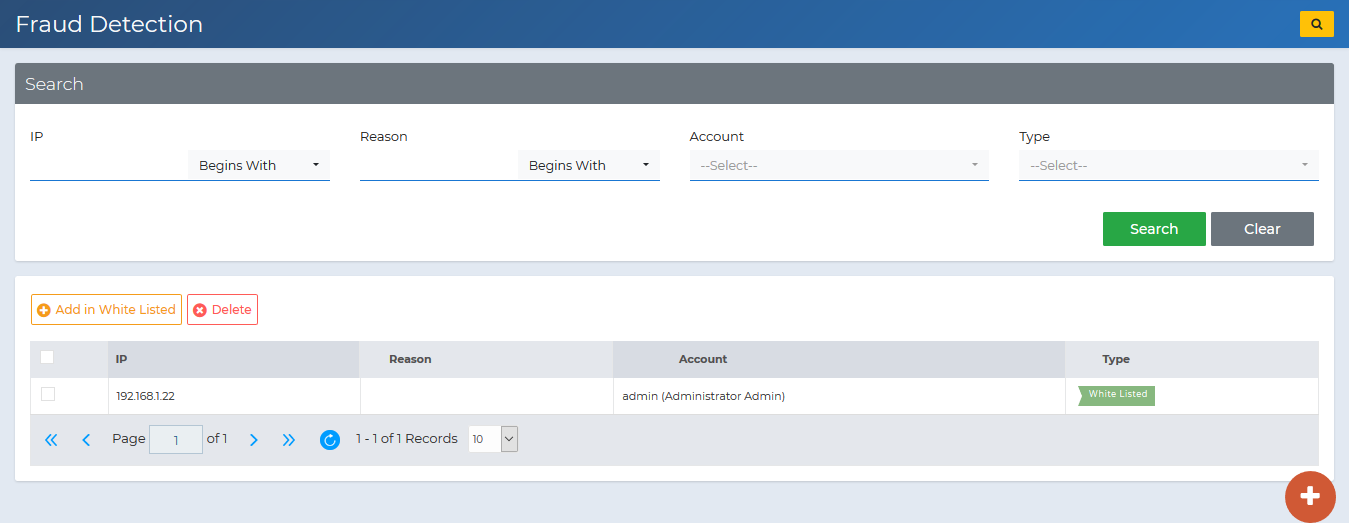 Fraud Detection
Search
IP Reason Account Type
Begins With Begins With --Select-- --Select--
Search Clear
Add in White Listed Delete
IP Reason Account Type
192.168.1.22 admin (Administrator Admin) White Listed
Page 1 of 1 1 - 1 of 1 Records 10